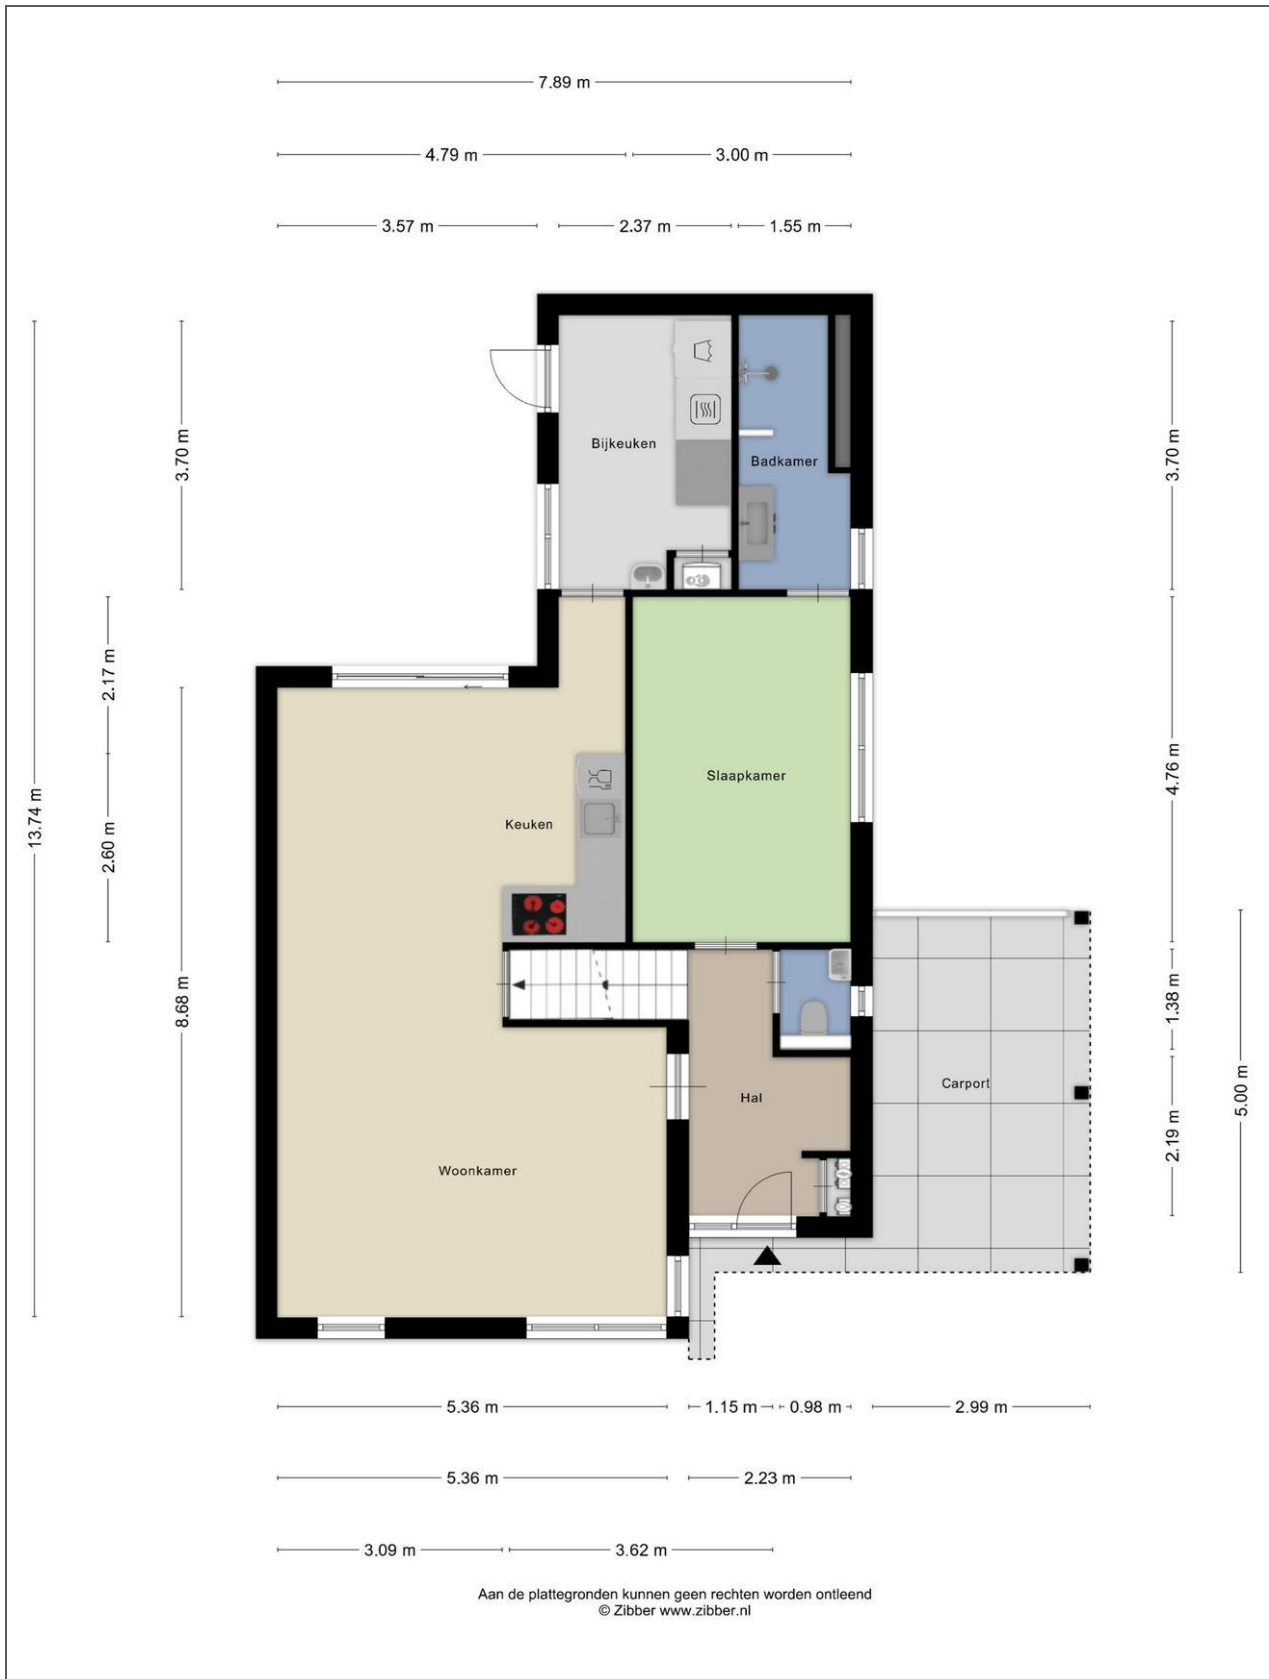 7.89 m
4.79 m
3.00 m
3.57 m
2.37 m
1.55 m
3.70 m
3.70 m
Bijkeuken
Badkamer
2.17 m
13.74 m
4.76 m
Slaapkamer
2.60 m
Keuken
8.68 m
1.38 m
5.00 m
Carport
Hal
2.19 m
Woonkamer
5.36 m
1.15 m
0.98 m
2.99 m
5.36 m
2.23 m
3.09 m
3.62 m
Aan de plattegronden kunnen geen rechten worden ontleend
© Zibber www.zibber.nl